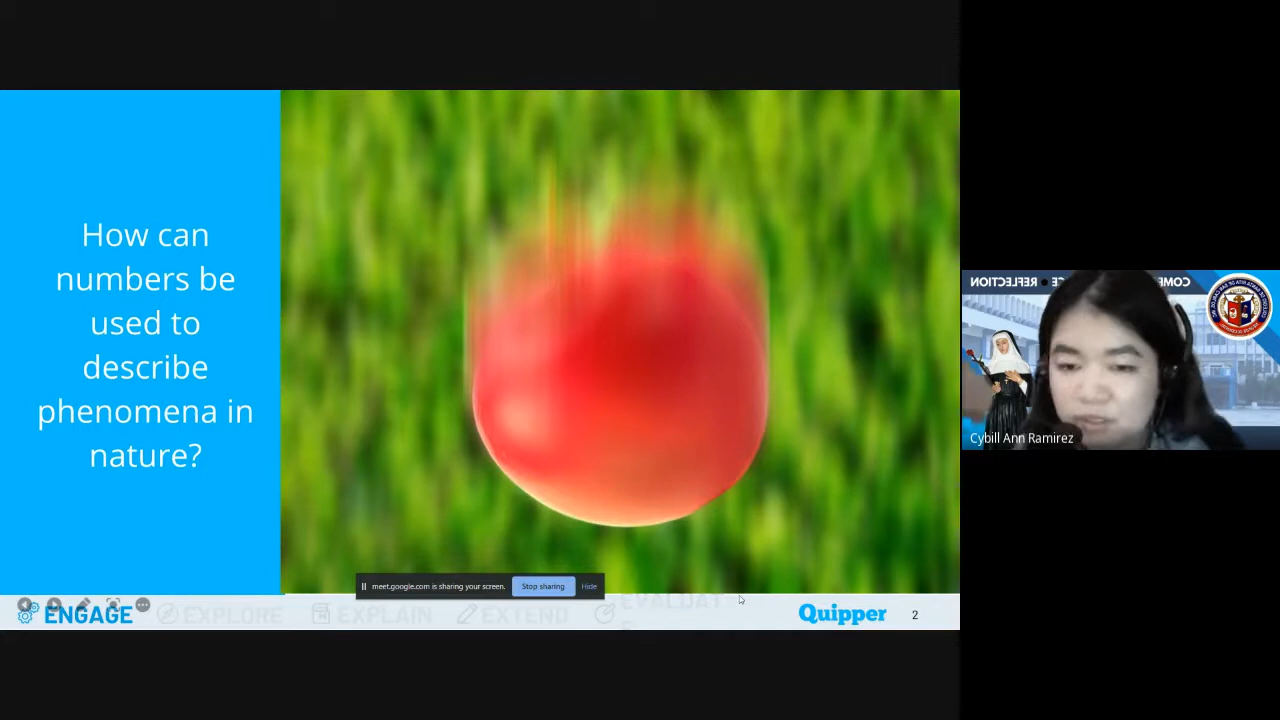 How can
numbers be
used to
describe
phenomena in
nature?
meet.google.com is sharing your screen.
Stop sharing
Hide
ENGAGE
EXPLORE
EXPLAIN
EXTEND
EVALUAT
Quipper
2
REFLECTION
Cybill Ann Ramirez